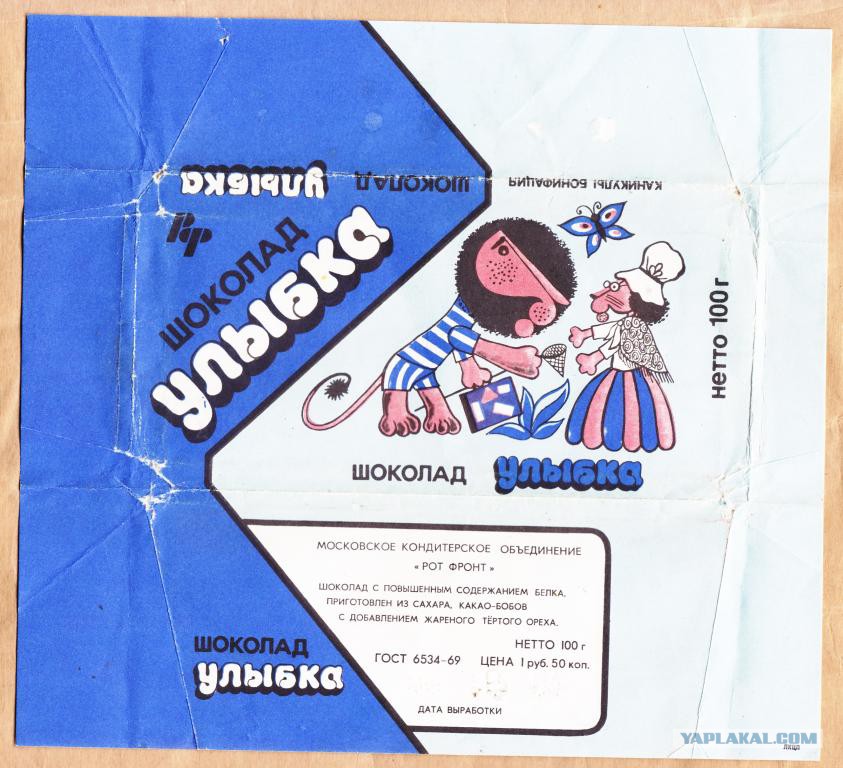 шоколад улыбка
КАНИКУЛЫ БОНИФАЦИЯ
РФ
шоколад
улыбка
нетто 100 г
шоколад улыбка
МОСКОВСКОЕ КОНДИТЕРСКОЕ ОБЪЕДИНЕНИЕ
« РОТ ФРОНТ »
ШОКОЛАД С ПОВЫШЕННЫМ СОДЕРЖАНИЕМ БЕЛКА.
ПРИГОТОВЛЕН ИЗ САХАРА, КАКАО-БОБОВ
С ДОБАВЛЕНИЕМ ЖАРЕНОГО ТЁРТОГО ОРЕХА.
НЕТТО 100 г
ГОСТ 6534-69 ЦЕНА 1 руб. 50 коп.
ДАТА ВЫРАБОТКИ
шоколад
улыбка
YAPLAKAL.COM